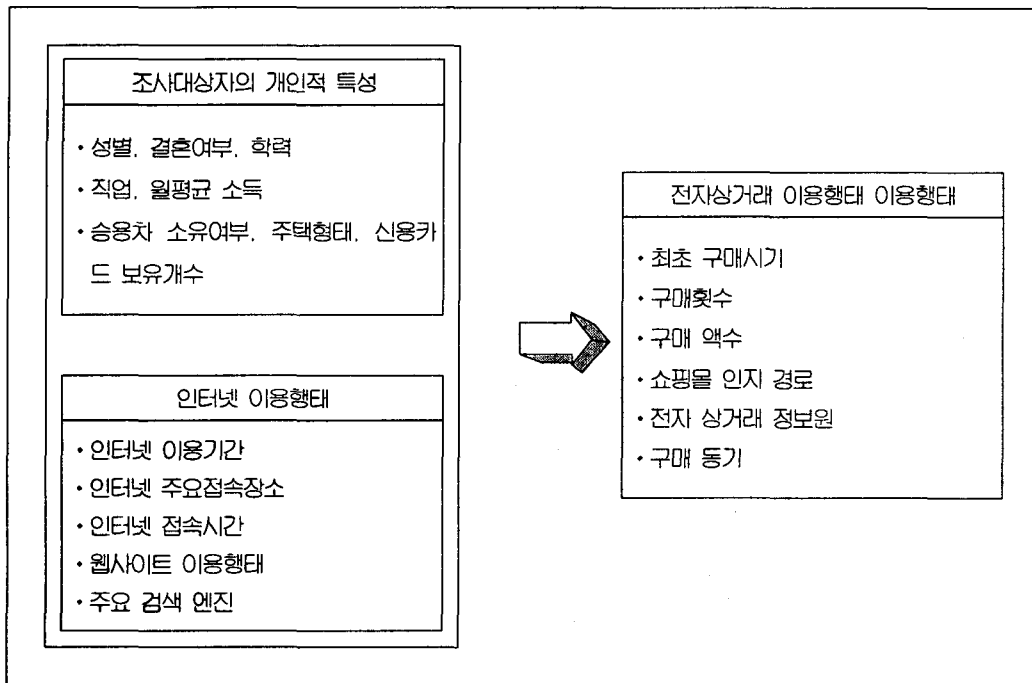 조사대상자의 개인적 특성
・성별, 결혼여부, 학력
・직업, 월평균 소득
・승용차 소유여부, 주택형태, 신용카
드 보유개수
인터넷 이용행태
・인터넷 이용기간
・인터넷 주요접속장소
・인터넷 접속시간
・웹사이트 이용행태
・주요 검색 엔진
전자상거래 이용행태 이용행태
・최초 구매시기
・구매횟수
・구매 액수
・쇼핑몰 인지 경로
・전자 상거래 정보원
・구매 동기